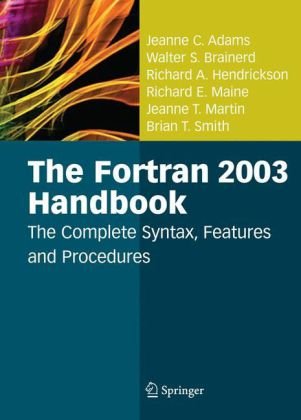 Jeanne C. Adams
Walter S. Brainerd
Richard A. Hendrickson
Richard E. Maine
Jeanne T. Martin
Brian T. Smith
The Fortran 2003
Handbook
The Complete Syntax, Features
and Procedures
Springer